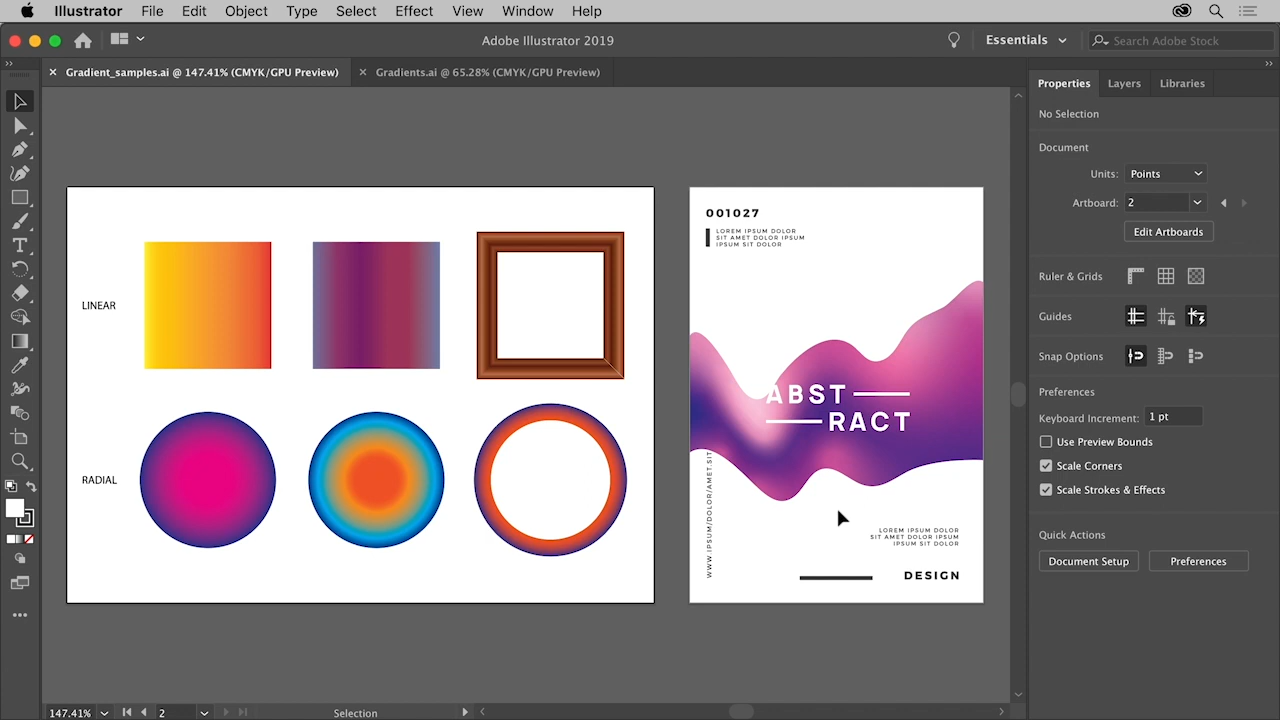 Illustrator File Edit Object Type Select Effect View Window Help
Adobe Illustrator 2019
Essentials
Search Adobe Stock
Gradient_samples.ai @ 147.41% (CMYK/GPU Preview)
Gradients.ai @ 65.28% (CMYK/GPU Preview)
Properties Layers Libraries
No Selection
Document
Units: Points
Artboard: 2
Edit Artboards
Ruler & Grids
Guides
Snap Options
Preferences
Keyboard Increment: 1 pt
Use Preview Bounds
Scale Corners
Scale Strokes & Effects
Quick Actions
Document Setup Preferences
LINEAR
RADIAL
001027
LOREM IPSUM DOLOR
SIT AMET DOLOR IPSUM
IPSUM SIT DOLOR
ABST
RACT
WWW.IPSUM/DOLOR/AMET.SIT
LOREM IPSUM DOLOR
SIT AMET DOLOR IPSUM
IPSUM SIT DOLOR
DESIGN
147.41% 2 Selection